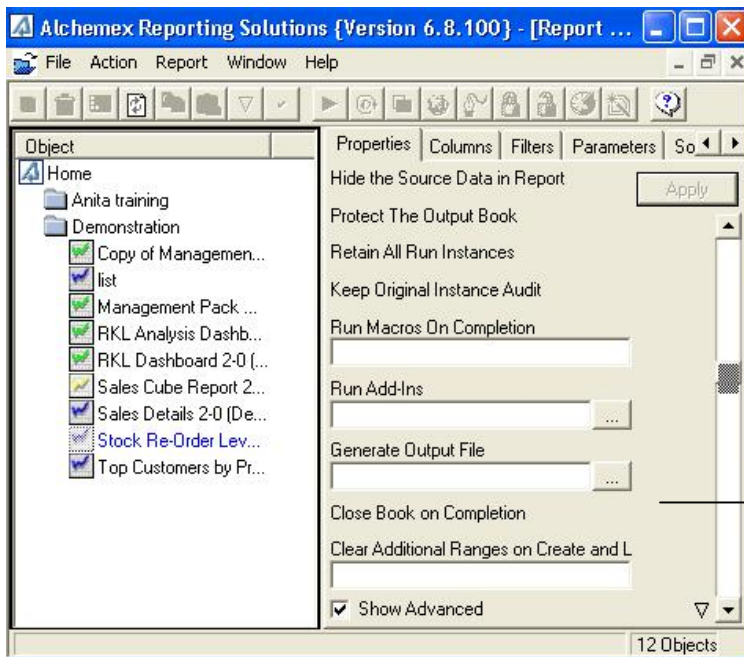 Alchemex Reporting Solutions {Version 6.8.100} - [Report ...
File Action Report Window Help
Object
Home
Anita training
Demonstration
Copy of Managemen...
list
Management Pack ...
RKL Analysis Dashb...
RKL Dashboard 2-0 (...
Sales Cube Report 2...
Sales Details 2-0 (De...
Stock Re-Order Lev...
Top Customers by Pr...
Properties Columns Filters Parameters So
Hide the Source Data in Report
Apply
Protect The Output Book
Retain All Run Instances
Keep Original Instance Audit
Run Macros On Completion
Run Add-Ins
...
Generate Output File
...
Close Book on Completion
Clear Additional Ranges on Create and L
Show Advanced
12 Objects